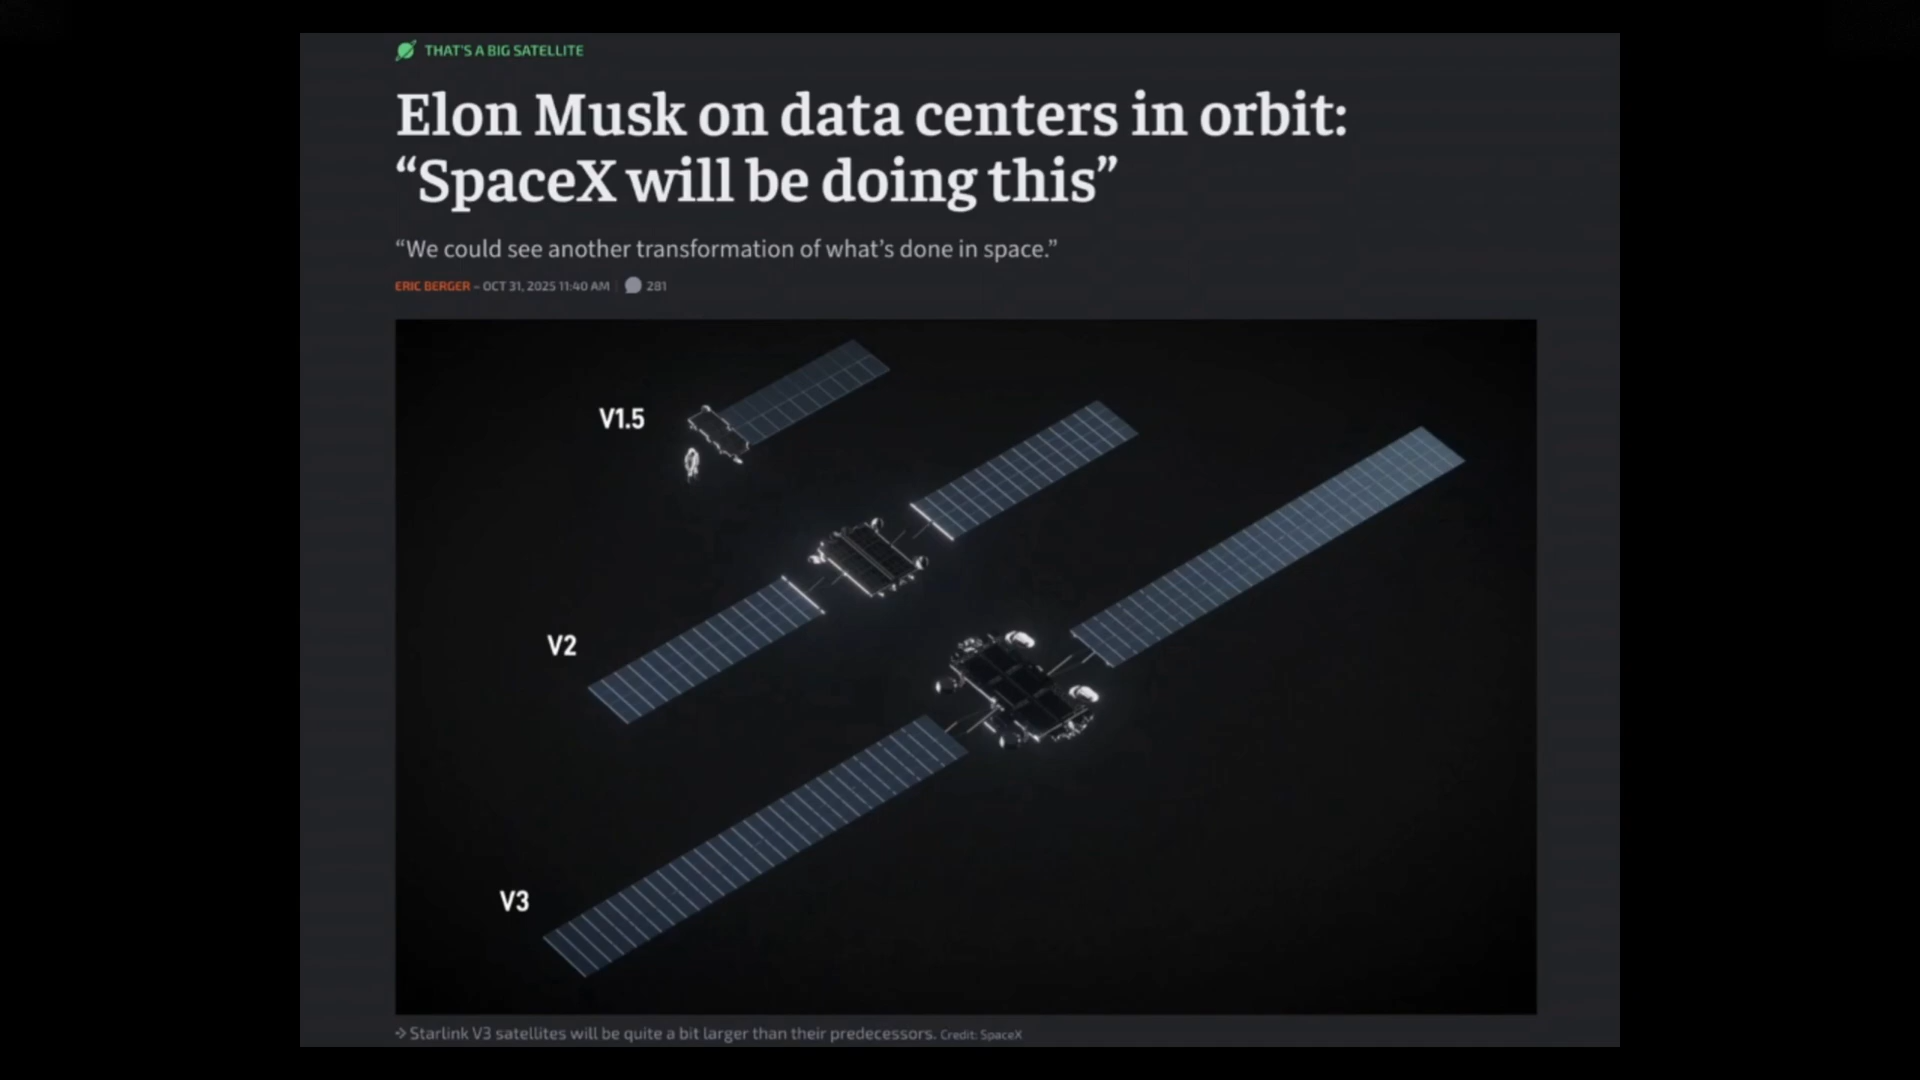 THAT'S A BIG SATELLITE
Elon Musk on data centers in orbit:
“SpaceX will be doing this”
“We could see another transformation of what’s done in space.”
ERIC BERGER – OCT 31, 2025 11:40 AM | 281
V1.5
V2
V3
Starlink V3 satellites will be quite a bit larger than their predecessors. Credit: SpaceX